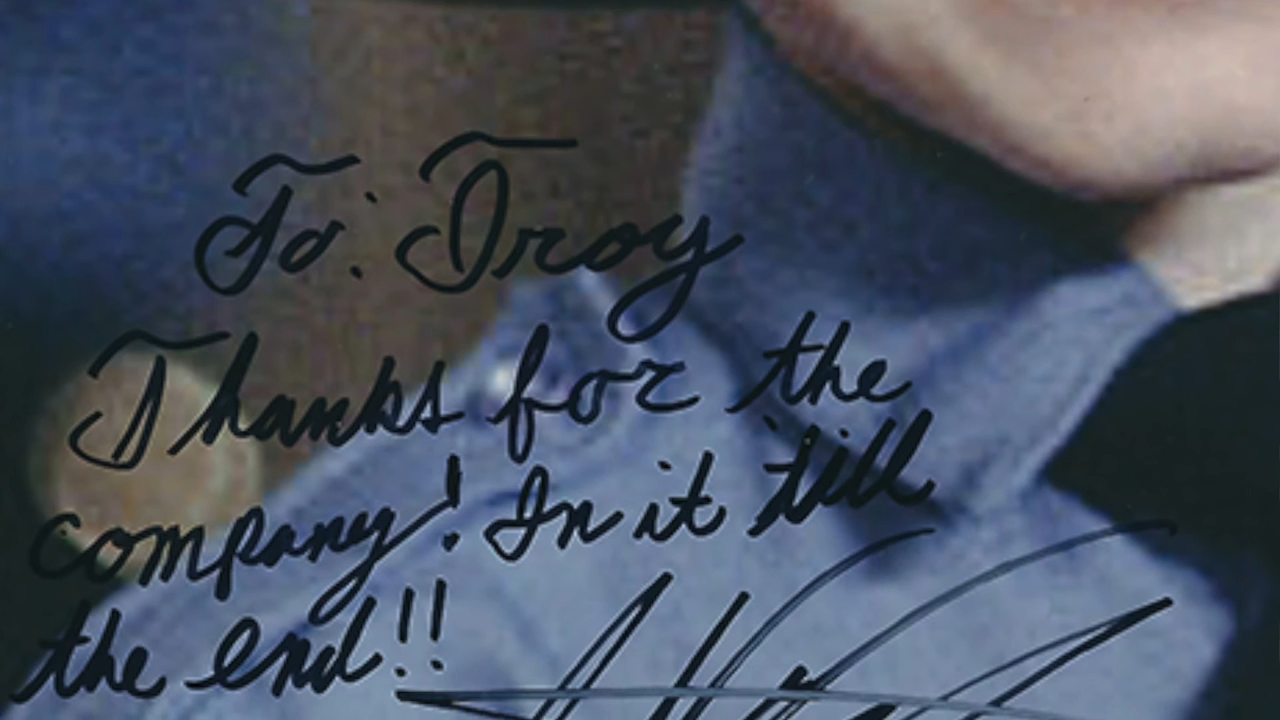 To: Troy
Thanks for the
company! In it till
the end!!